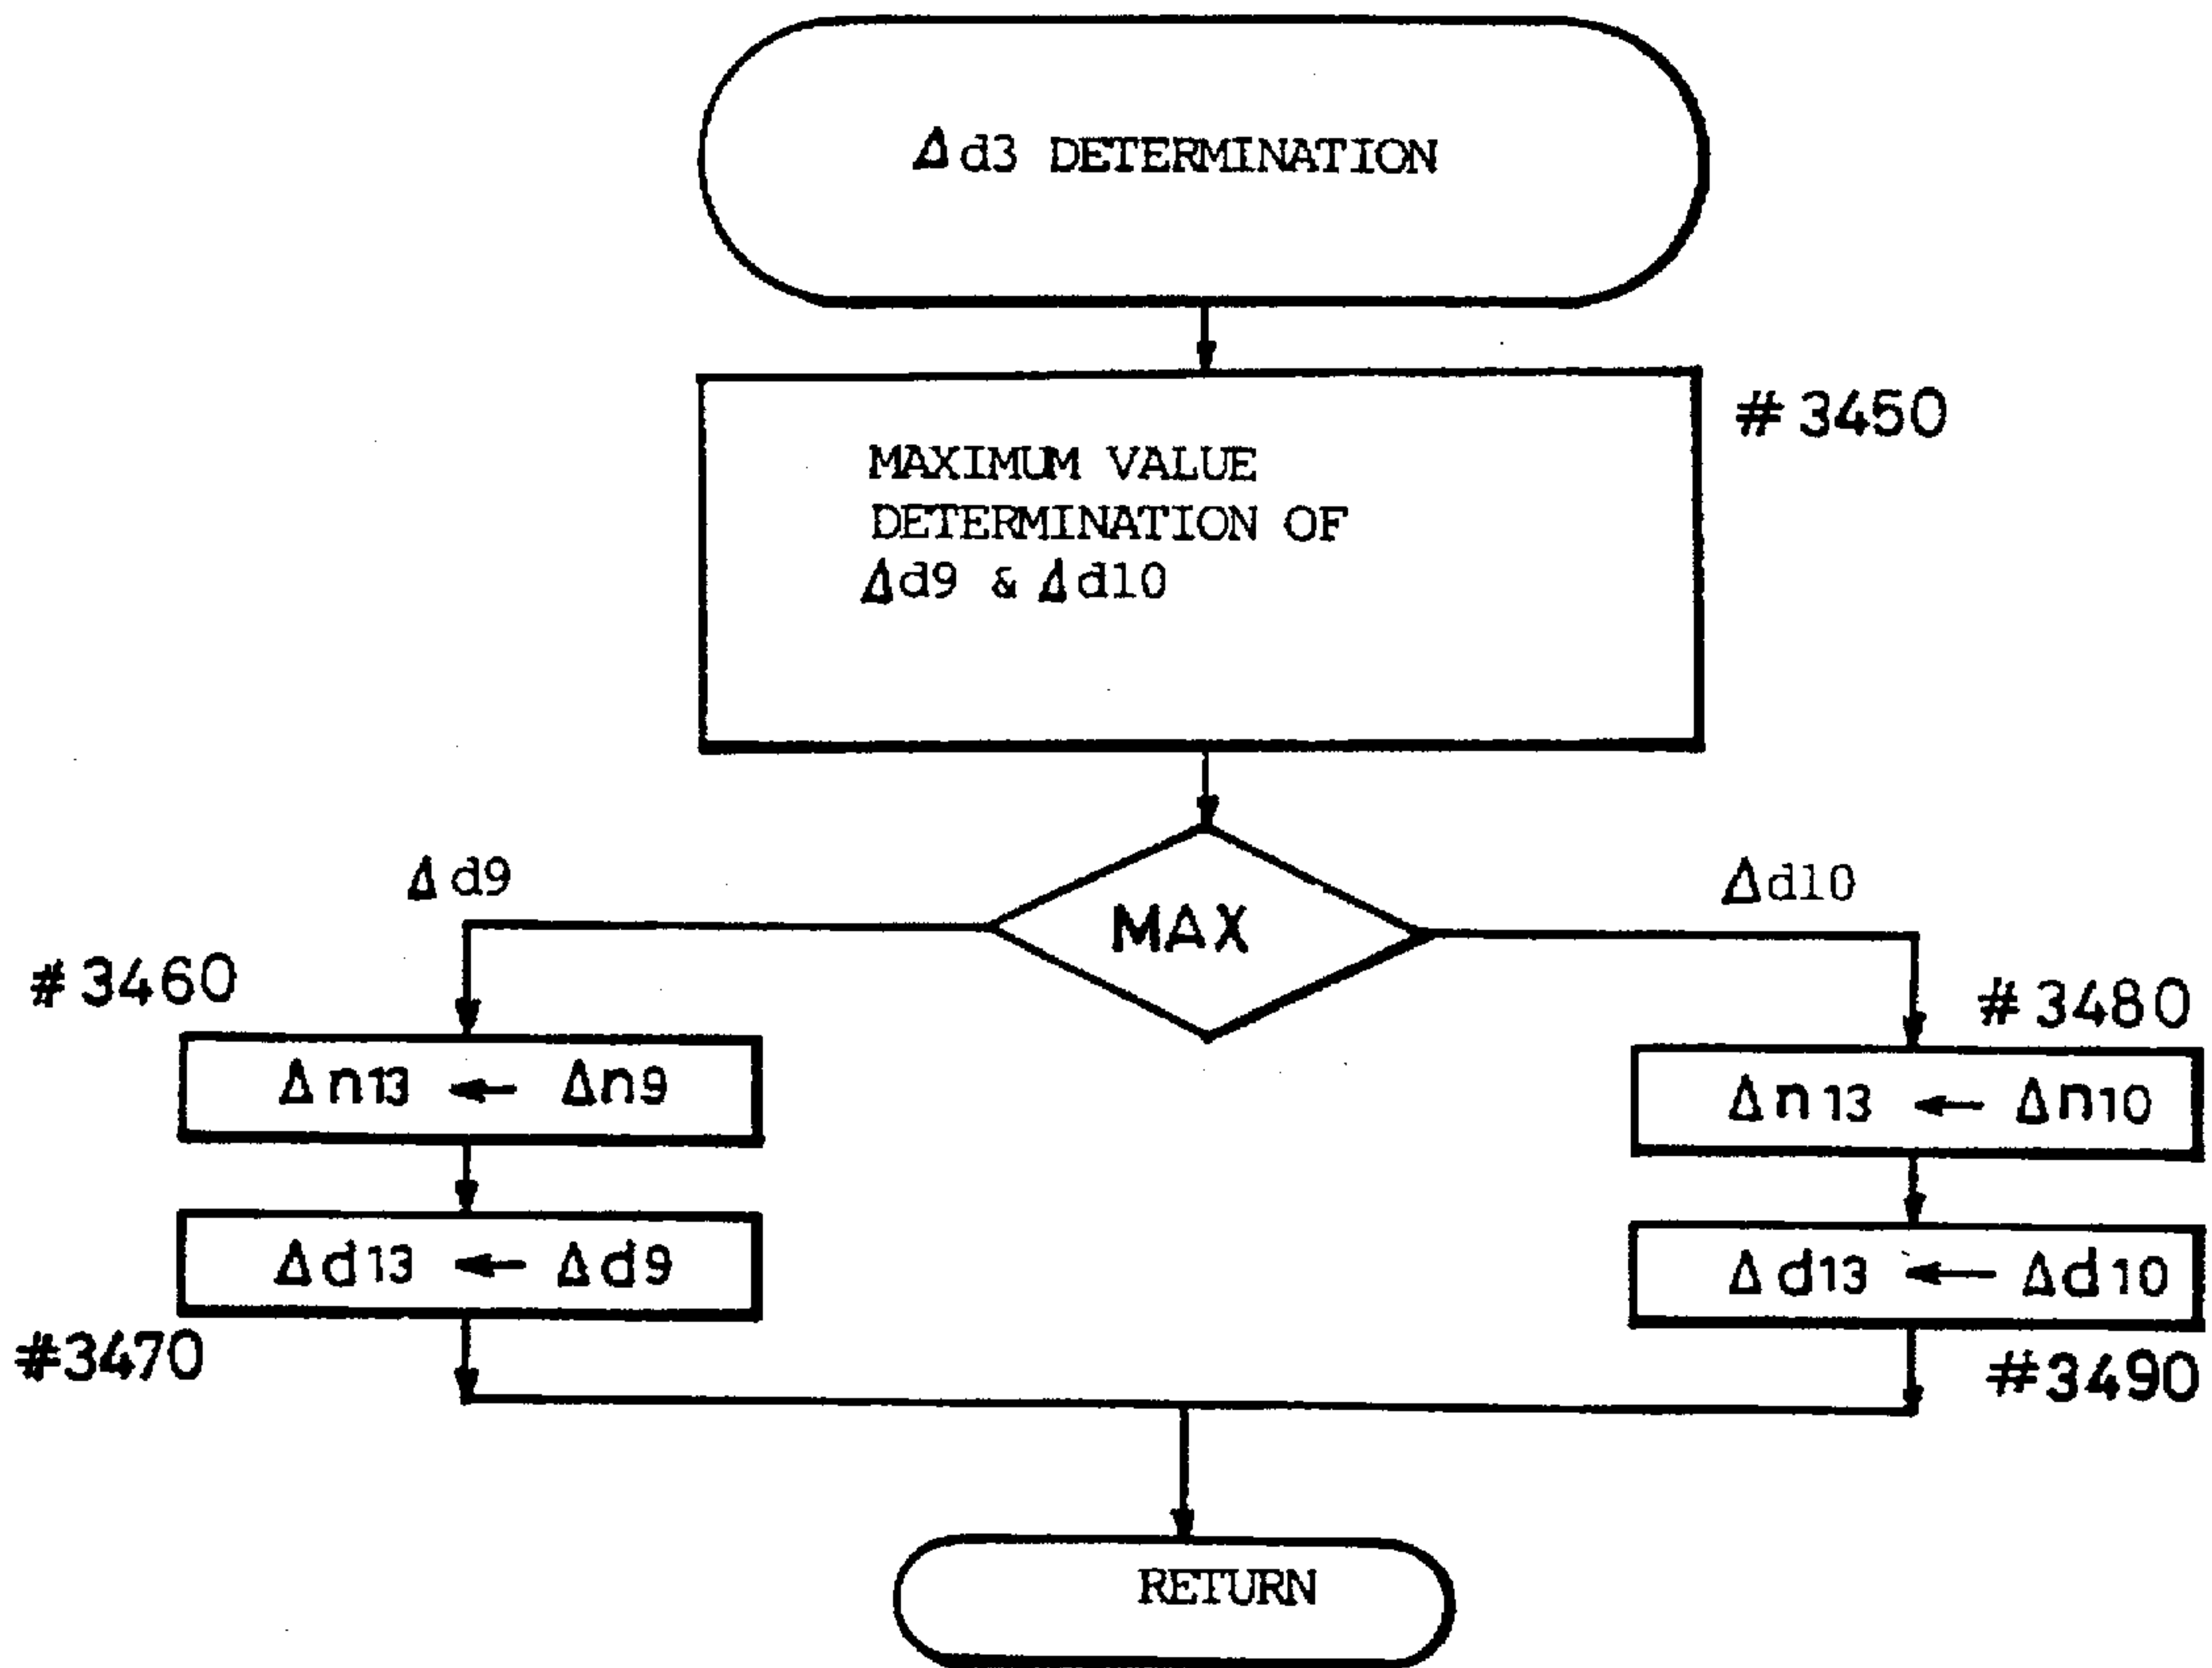 Δd3 DETERMINATION
#3450
MAXIMUM VALUE
DETERMINATION OF
Δd9 & Δd10
Δd9
Δd10
MAX
#3460
#3480
Δn13 ← Δn9
Δn13 ← Δn10
Δd13 ← Δd9
Δd13 ← Δd10
#3470
#3490
RETURN